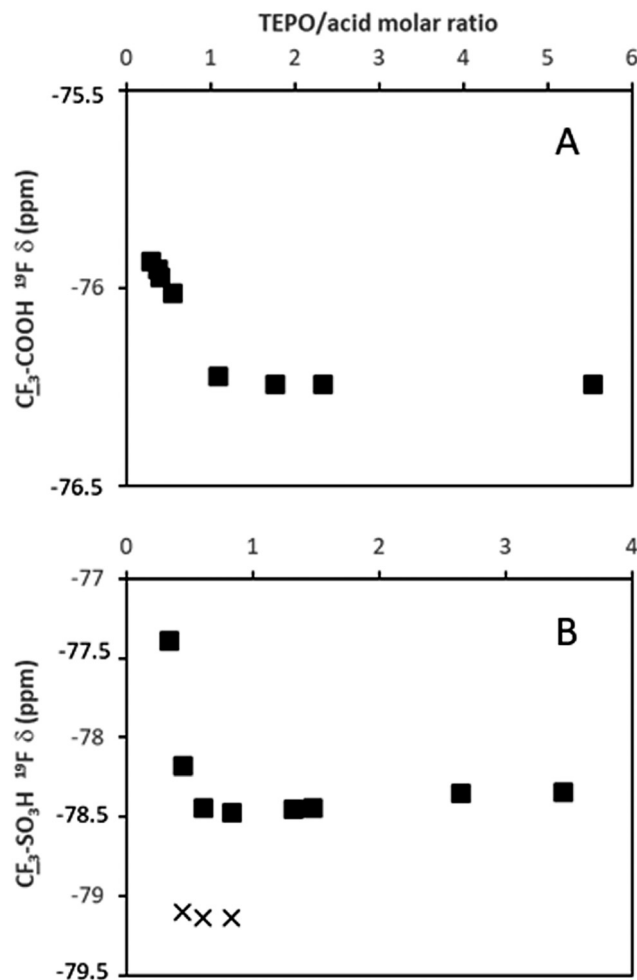 TEPO/acid molar ratio
0 1 2 3 4 5 6
-75.5
A
-76
-76.5
CF3-COOH ¹⁹F δ (ppm)
0 1 2 3 4
-77
B
-77.5
-78
-78.5
-79
-79.5
CF3-SO3H ¹⁹F δ (ppm)